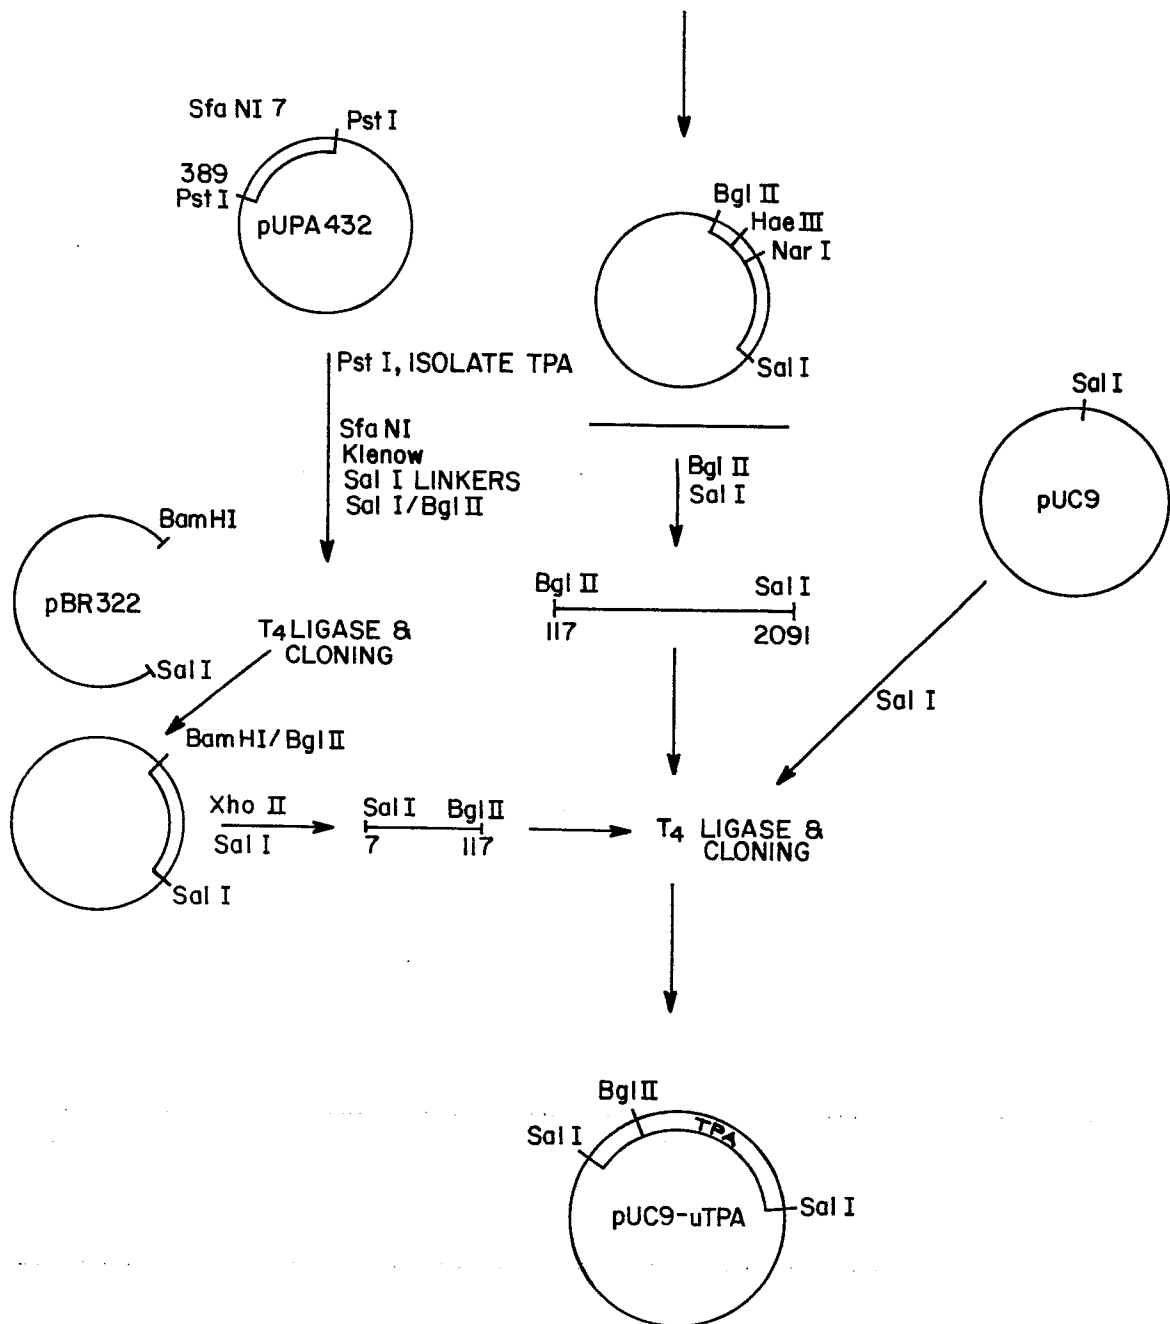 Sfa NI 7
Pst I
389
Pst I
pUPA432
Bgl II
Hae III
Nar I
Sal I
Pst I, ISOLATE TPA
Sfa NI
Klenow
Sal I LINKERS
Sal I/Bgl II
Bgl II
Sal I
Sal I
pUC9
BamHI
pBR322
Sal I
T4 LIGASE &
CLONING
Bgl II
Sal I
117
2091
Sal I
BamHI/Bgl II
Xho II
Sal I
Sal I
Bgl II
7
117
T4 LIGASE &
CLONING
Sal I
Bgl II
TPA
Sal I
Sal I
pUC9-uTPA